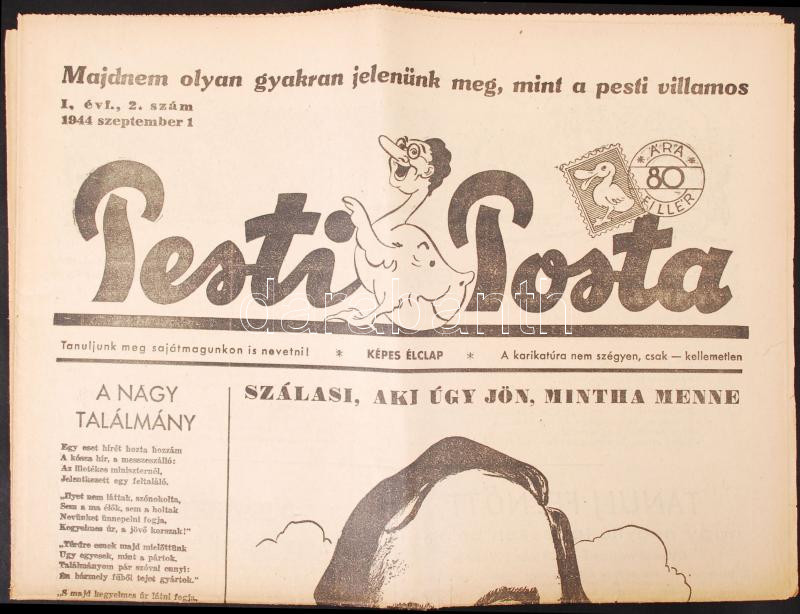 Majdnem olyan gyakran jelenünk meg, mint a pesti villamos
I. évf., 2. szám
1944 szeptember 1
ÁRA
80
FILLÉR
Pesti Posta
darabanth
Tanuljunk meg sajátmagunkon is nevetni! * KÉPES ÉLCLAP * A karikatúra nem szégyen, csak — kellemetlen
A NAGY
TALÁLMÁNY
Egy eset hírét hozta hozzám
A kósza hír, a messzeszálló:
Az illetékes miniszternél,
Jelentkezett egy feltaláló.
„Ilyet nem láttak, szónokolta,
Sem a ma élők, sem a holtak
Nevünket ünnepelni fogja,
Kegyelmes úr, a jövő korszak!"
„Térdre esnek majd mielőttünk
Úgy egyesek, mint a pártok.
Találmányom pár szóval ennyi:
Én bármely fűből tejet gyártok."
„S majd kegyelmes úr látni fogja,
SZÁLASI, AKI ÚGY JÖN, MINTHA MENNE